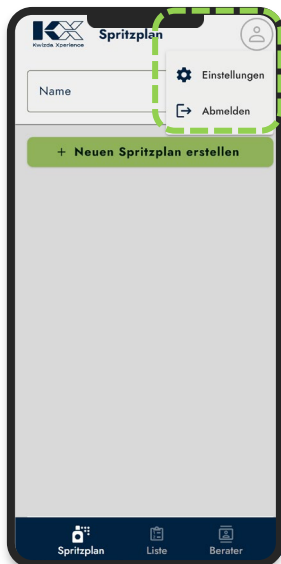 KX
Kwizda Xperience
Spritzplan
Einstellungen
Name
Abmelden
+ Neuen Spritzplan erstellen
Spritzplan
Liste
Berater